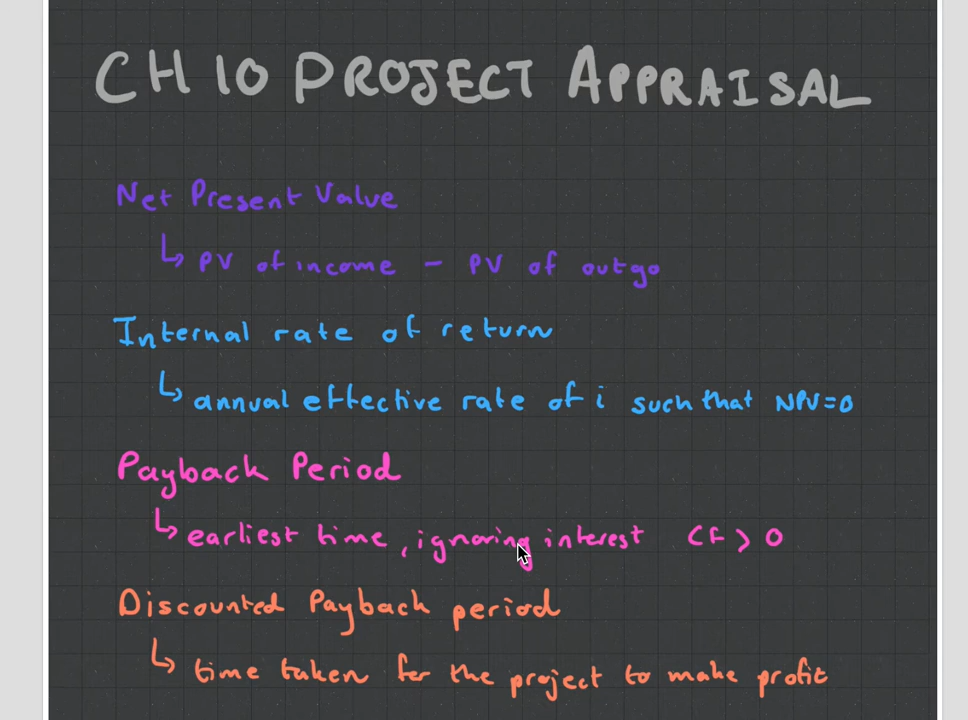 CH 10 PROJECT APPRAISAL
Net Present Value
↳ PV of income - PV of outgo
Internal rate of return
↳ annual effective rate of i such that NPV=0
Payback Period
↳ earliest time, ignoring interest CF > 0
Discounted Payback period
↳ time taken for the project to make profit